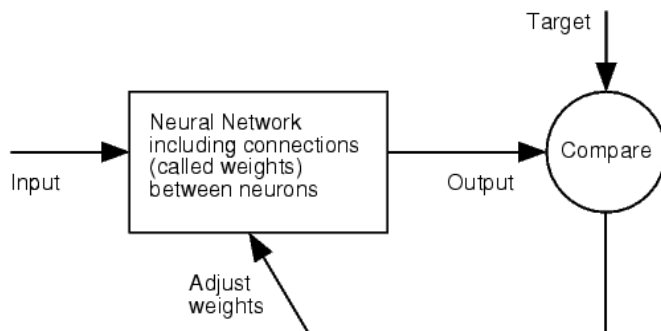 Target
Neural Network
including connections
(called weights)
between neurons
Compare
Input
Output
Adjust
weights